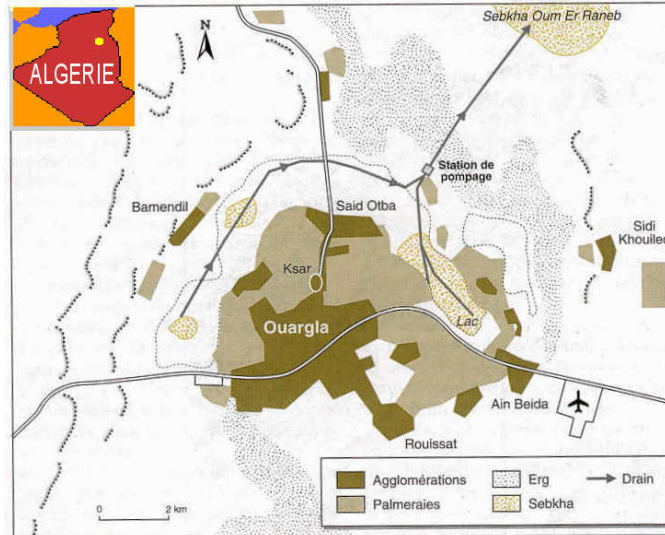 Sebkha Oum Er Raneb
N
ALGERIE
Station de
pompage
Bamendil
Said Otba
Sidi
Khouiled
Ksar
Ouargla
Lac
Ain Beida
Rouissat
Agglomérations
Erg
Drain
Palmeraies
Sebkha
0
2 km